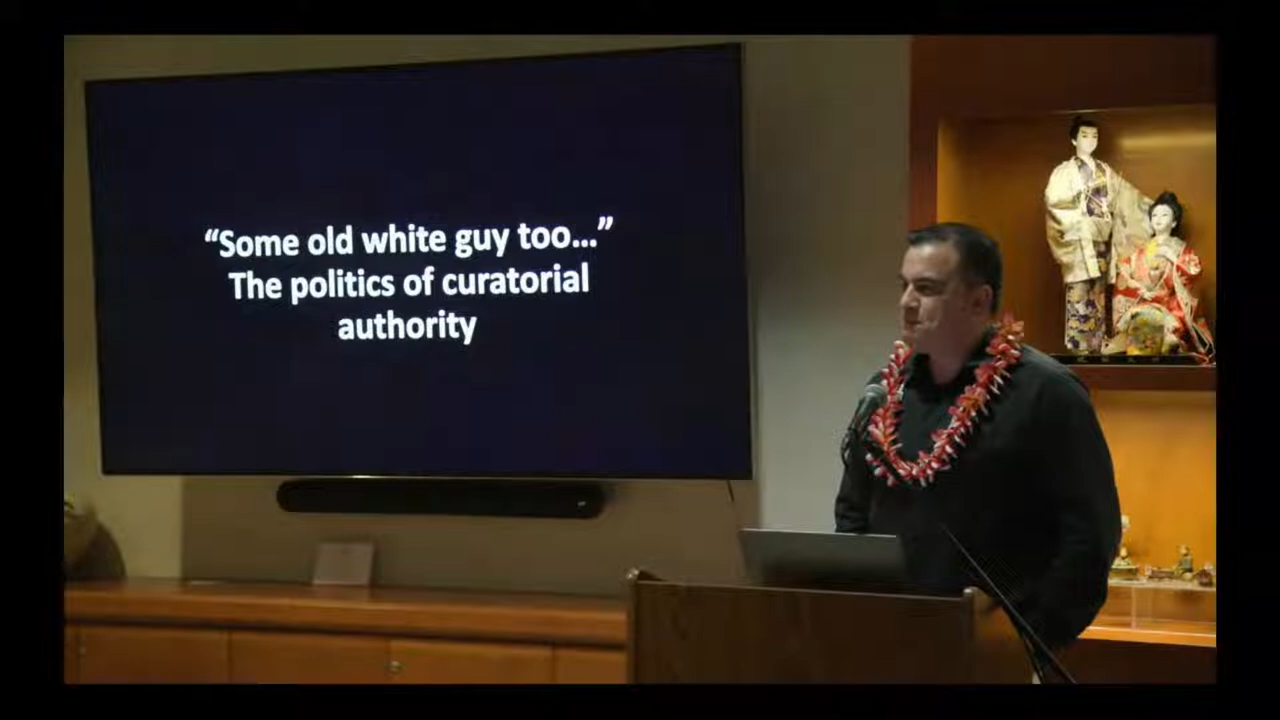 “Some old white guy too...”
The politics of curatorial
authority